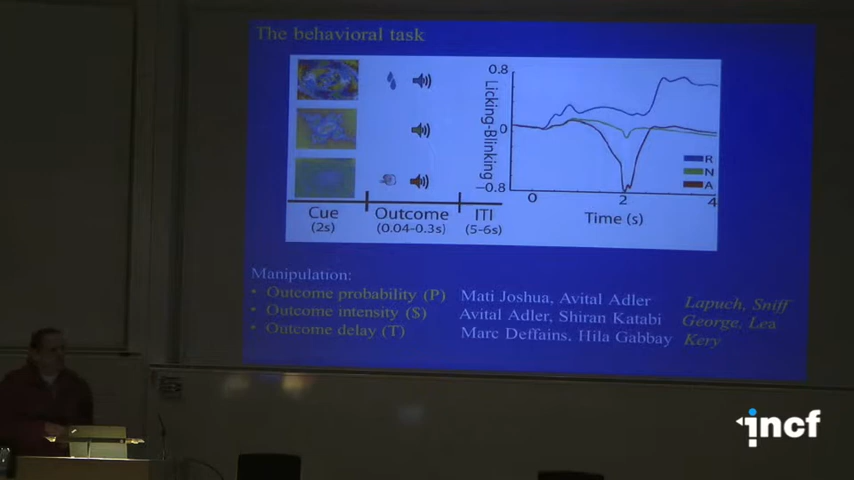 The behavioral task
0.8
0
-0.8
Licking-Blinking
R
N
A
0 2 4
Time (s)
Cue
(2s)
Outcome
(0.04-0.3s)
ITI
(5-6s)
Manipulation:
• Outcome probability (P) Mati Joshua, Avital Adler Lapuch, Sniff
• Outcome intensity ($) Avital Adler, Shiran Katabi George, Lea
• Outcome delay (T) Marc Deffains, Hila Gabbay Kery
incf